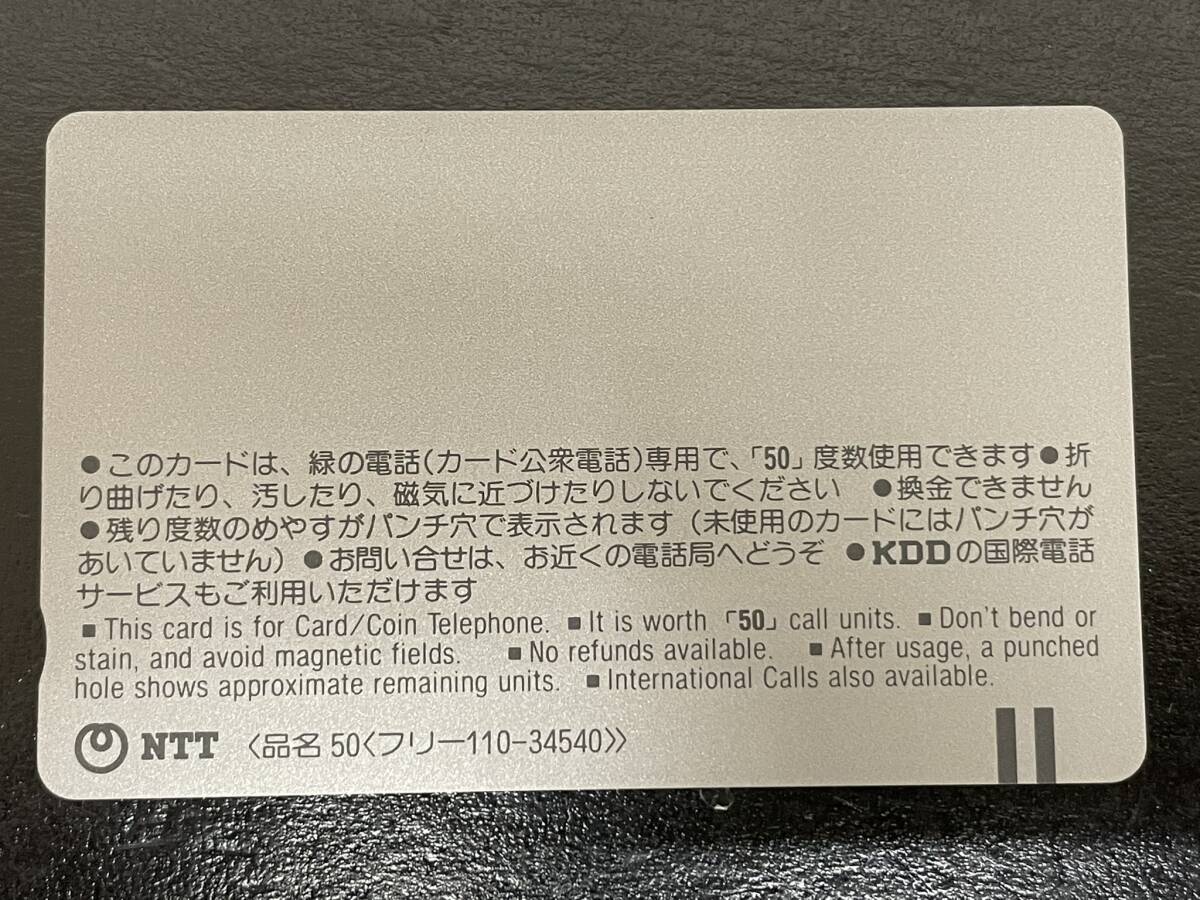 ●このカードは、緑の電話(カード公衆電話)専用で、「50」度数使用できます●折
り曲げたり、汚したり、磁気に近づけたりしないでください ●換金できません
●残り度数のめやすがパンチ穴で表示されます(未使用のカードにはパンチ穴が
あいていません)●お問い合せは、お近くの電話局へどうぞ ●KDDの国際電話
サービスもご利用いただけます
■This card is for Card/Coin Telephone. ■It is worth「50」call units. ■Don't bend or
stain, and avoid magnetic fields. ■No refunds available. ■After usage, a punched
hole shows approximate remaining units. ■International Calls also available.
NTT 〈品名 50〈フリー110-34540〉〉